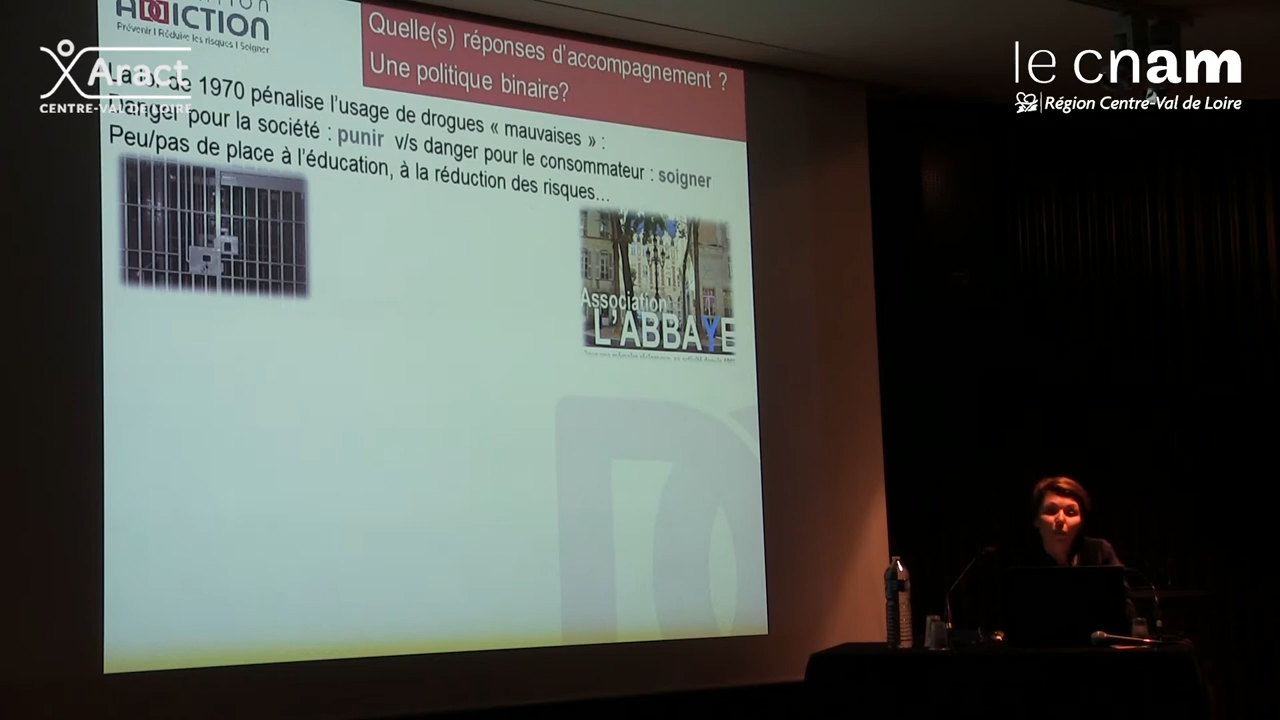 ADDICTION
Prévenir | Réduire les risques | Soigner
Aract
CENTRE-VAL DE LOIRE
le cnam
Région Centre-Val de Loire
Quelle(s) réponses d'accompagnement ?
Une politique binaire?
La loi de 1970 pénalise l'usage de drogues « mauvaises » :
Danger pour la société : punir v/s danger pour le consommateur : soigner
Peu/pas de place à l'éducation, à la réduction des risques...
Association
L'ABBAYE